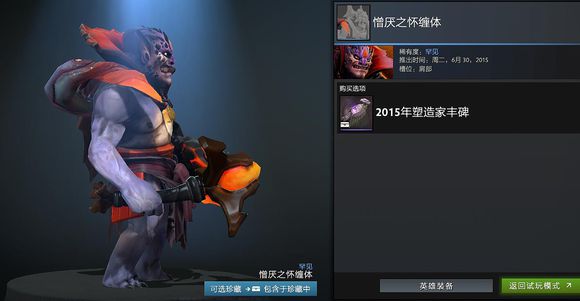 憎厌之怀缠体
稀有度：罕见
推出时间：周二，6月 30，2015
槽位：肩部
购买选项
2015年塑造家丰碑
罕见
憎厌之怀缠体
可选珍藏 → 包含于珍藏中
英雄装备
返回试玩模式